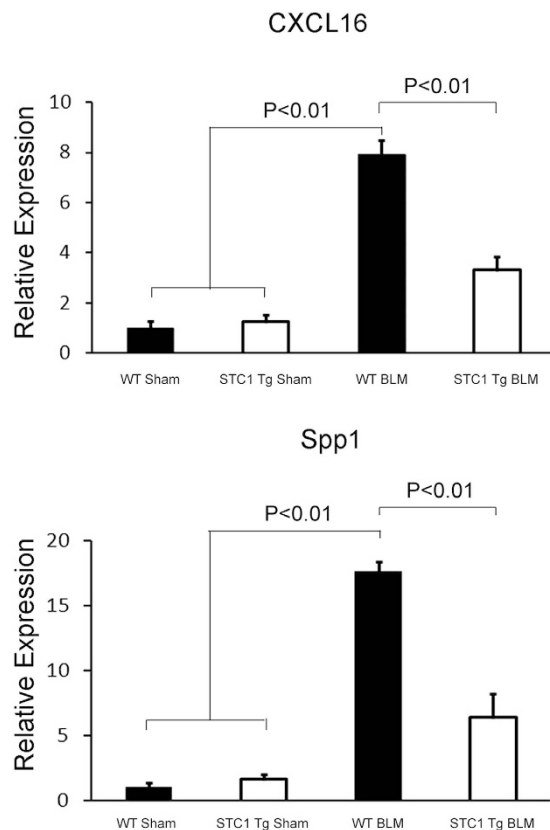 CXCL16
P<0.01
P<0.01
Relative Expression
10
8
6
4
2
0
WT Sham
STC1 Tg Sham
WT BLM
STC1 Tg BLM
Spp1
P<0.01
P<0.01
Relative Expression
20
15
10
5
0
WT Sham
STC1 Tg Sham
WT BLM
STC1 Tg BLM